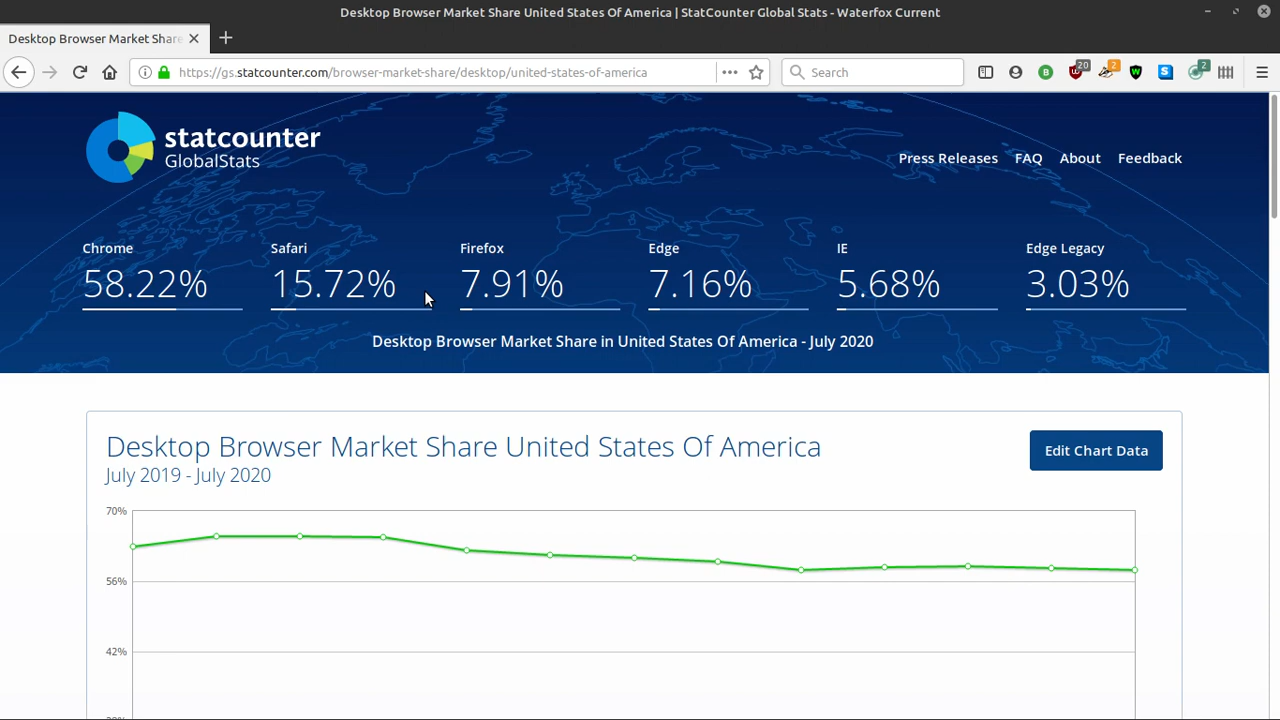 Desktop Browser Market Share United States Of America | StatCounter Global Stats - Waterfox Current
Desktop Browser Market Share
https://gs.statcounter.com/browser-market-share/desktop/united-states-of-america
Search
20
2
2
statcounter
GlobalStats
Press Releases FAQ About Feedback
Chrome Safari Firefox Edge IE Edge Legacy
58.22% 15.72% 7.91% 7.16% 5.68% 3.03%
Desktop Browser Market Share in United States Of America - July 2020
Desktop Browser Market Share United States Of America
July 2019 - July 2020
Edit Chart Data
70%
56%
42%